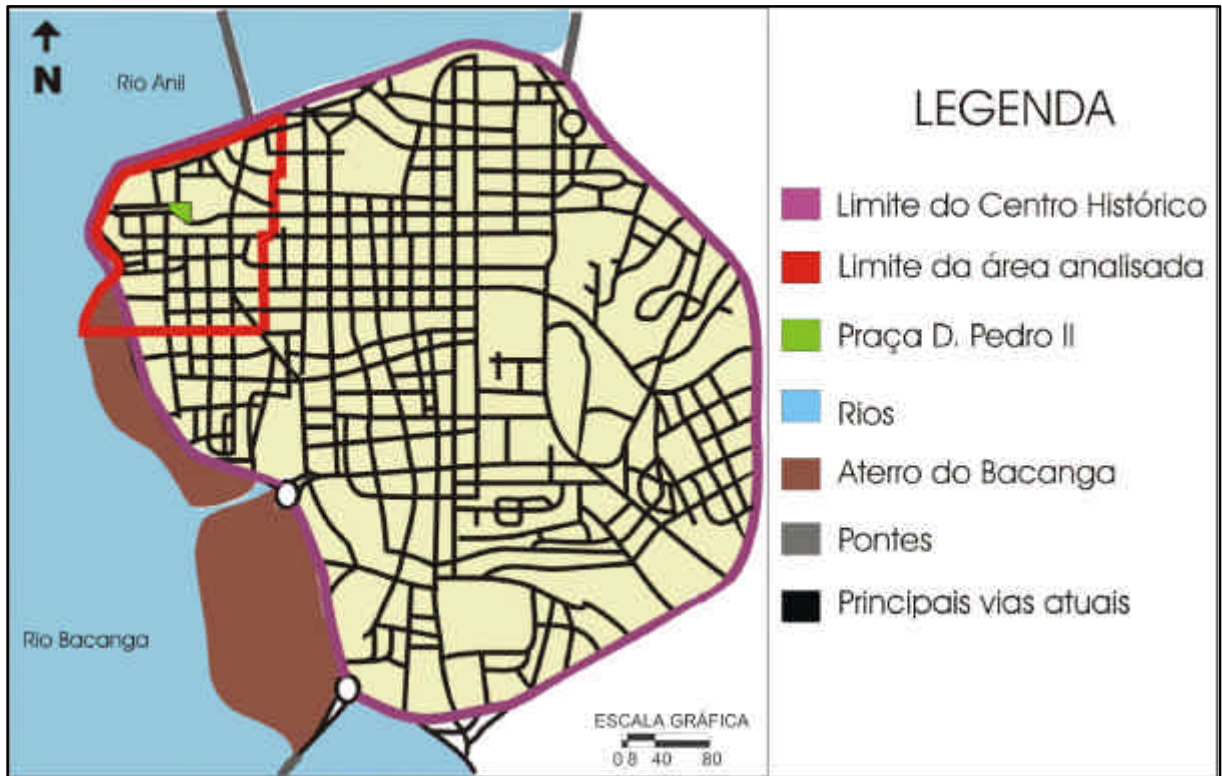 N
Rio Anil
Rio Bacanga
ESCALA GRÁFICA
0 8 40 80
LEGENDA
Limite do Centro Histórico
Limite da área analisada
Praça D. Pedro II
Rios
Aterro do Bacanga
Pontes
Principais vias atuais